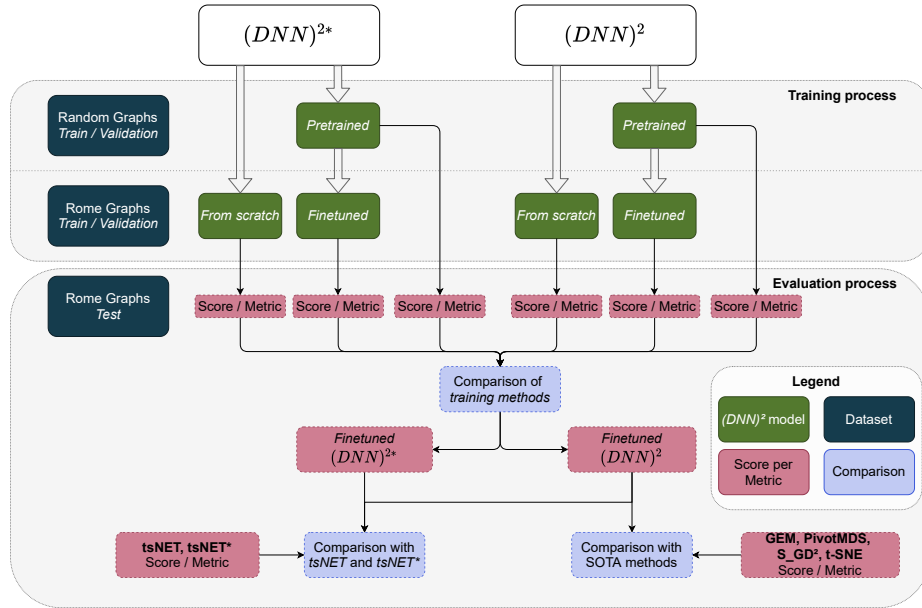 (DNN)²*
(DNN)²
Training process
Random Graphs
Train / Validation
Pretrained
Pretrained
Rome Graphs
Train / Validation
From scratch
Finetuned
From scratch
Finetuned
Evaluation process
Rome Graphs
Test
Score / Metric
Score / Metric
Score / Metric
Score / Metric
Score / Metric
Score / Metric
Comparison of
training methods
Finetuned
(DNN)²*
Finetuned
(DNN)²
Legend
(DNN)² model
Dataset
Score per
Metric
Comparison
tsNET, tsNET*
Score / Metric
Comparison with
tsNET and tsNET*
Comparison with
SOTA methods
GEM, PivotMDS,
S_GD², t-SNE
Score / Metric